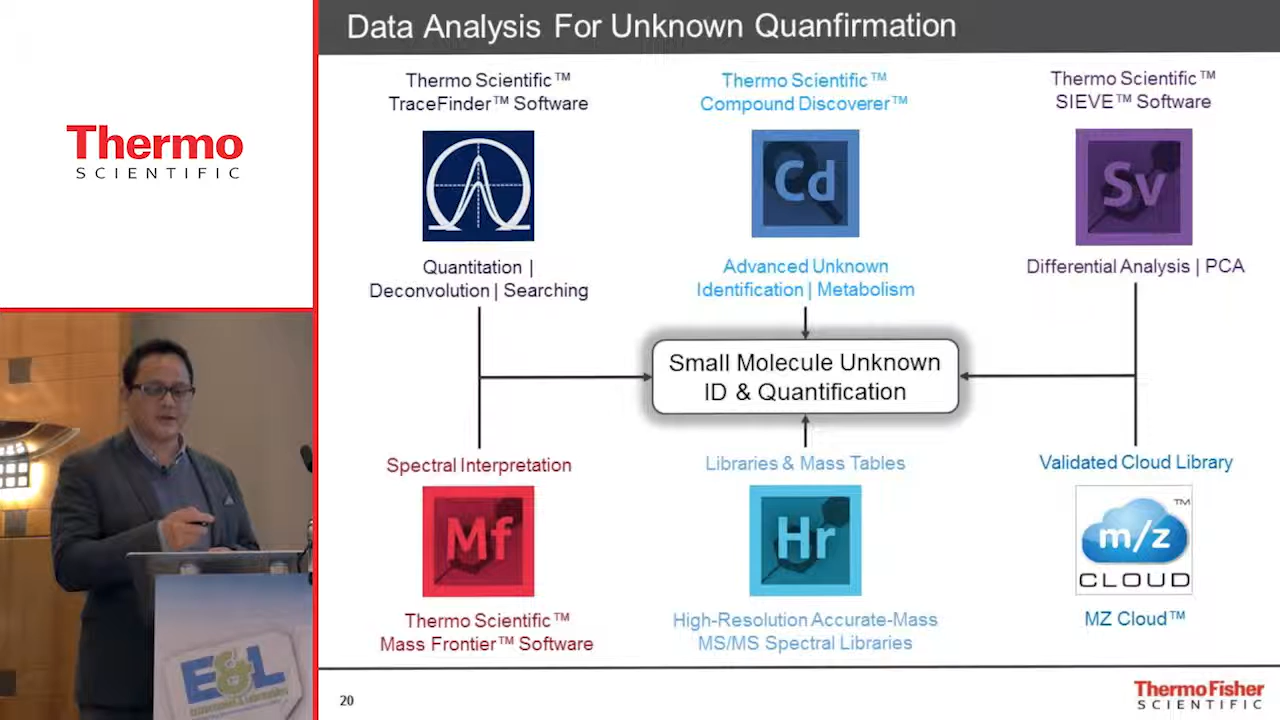 Data Analysis For Unknown Quanfirmation
Thermo
SCIENTIFIC
Thermo Scientific™
TraceFinder™ Software
Quantitation |
Deconvolution | Searching
Thermo Scientific™
Compound Discoverer™
Cd
Advanced Unknown
Identification | Metabolism
Thermo Scientific™
SIEVE™ Software
Sv
Differential Analysis | PCA
Small Molecule Unknown
ID & Quantification
Spectral Interpretation
Mf
Thermo Scientific™
Mass Frontier™ Software
Libraries & Mass Tables
Hr
High-Resolution Accurate-Mass
MS/MS Spectral Libraries
Validated Cloud Library
m/z™
CLOUD
MZ Cloud™
E&L
20
ThermoFisher
SCIENTIFIC